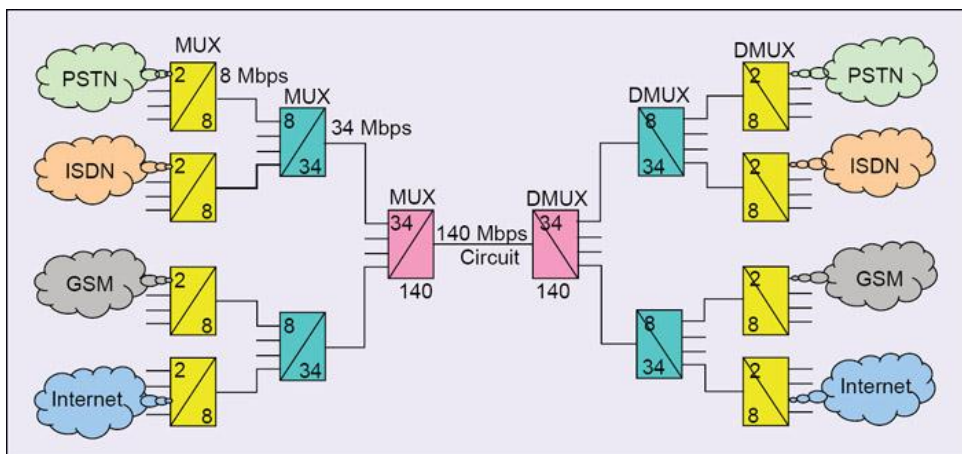 MUX
DMUX
PSTN
2
8
8 Mbps
MUX
DMUX
2
8
PSTN
8
34
34 Mbps
8
34
ISDN
2
8
2
8
ISDN
MUX
DMUX
34
140
140 Mbps
Circuit
34
140
GSM
2
8
2
8
GSM
8
34
8
34
Internet
2
8
2
8
Internet